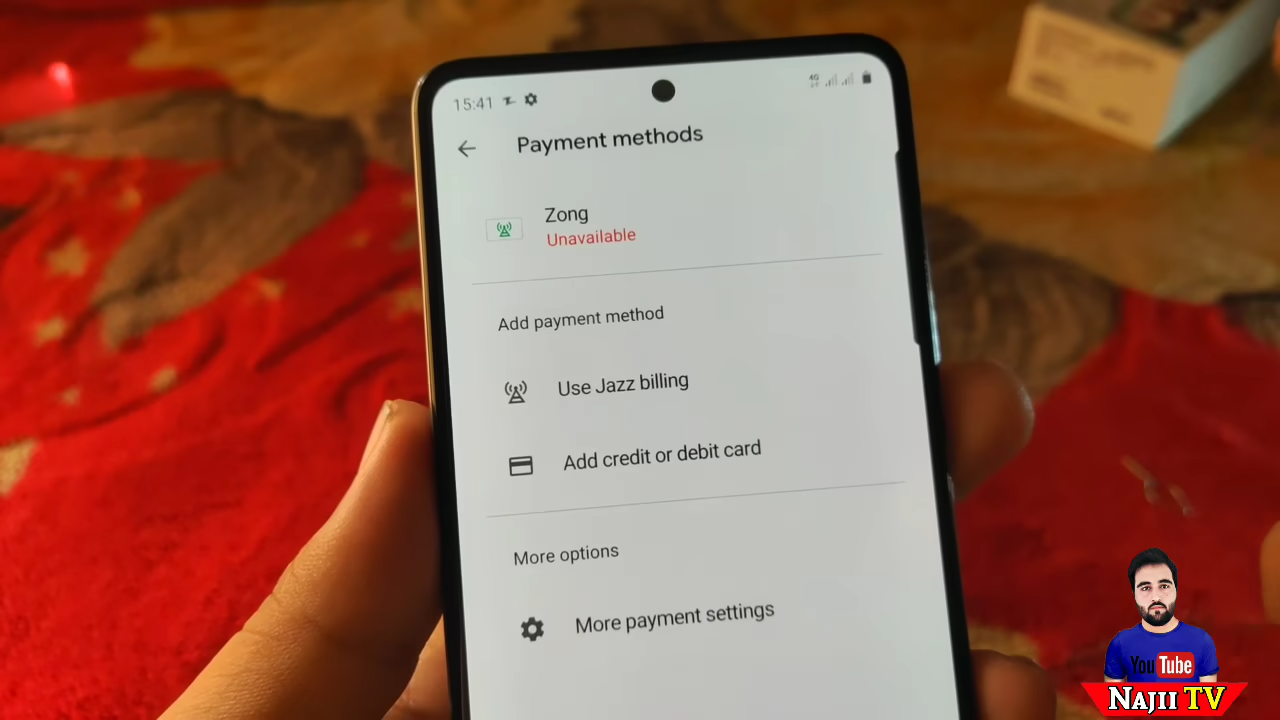 15:41
4G
Payment methods
Zong
Unavailable
Add payment method
Use Jazz billing
Add credit or debit card
More options
More payment settings
YouTube
NAJII TV